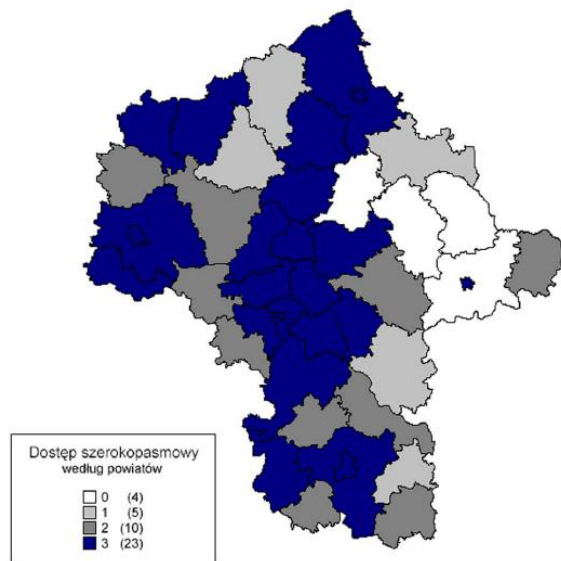 Dostęp szerokopasmowy
według powiatów
0 (4)
1 (5)
2 (10)
3 (23)